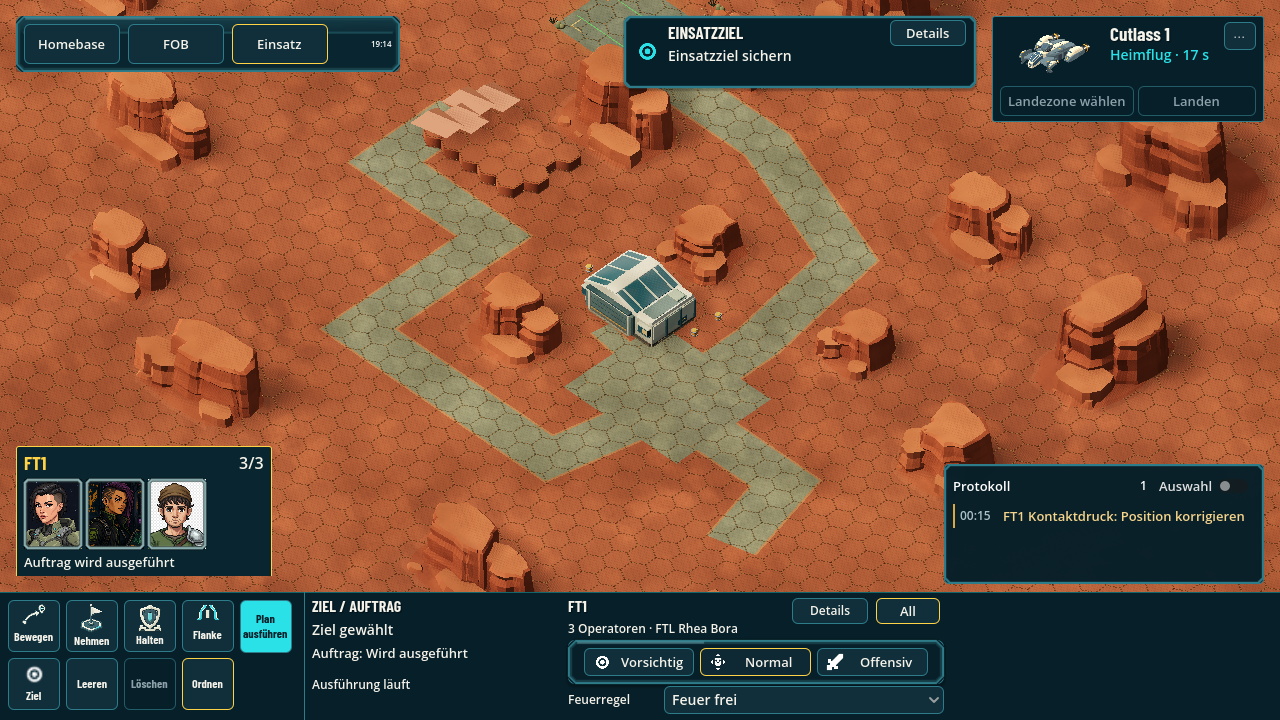 Homebase
FOB
Einsatz
19:14
EINSATZZIEL
Details
Einsatzziel sichern
Cutlass 1
...
Heimflug · 17 s
Landezone wählen
Landen
FT1
3/3
Auftrag wird ausgeführt
Protokoll
1
Auswahl
00:15
FT1 Kontaktdruck: Position korrigieren
Bewegen
Nehmen
Halten
Flanke
Plan
ausführen
Ziel
Leeren
Löschen
Ordnen
ZIEL / AUFTRAG
Ziel gewählt
Auftrag: Wird ausgeführt
Ausführung läuft
FT1
Details
All
3 Operatoren · FTL Rhea Bora
Vorsichtig
Normal
Offensiv
Feuerregel
Feuer frei